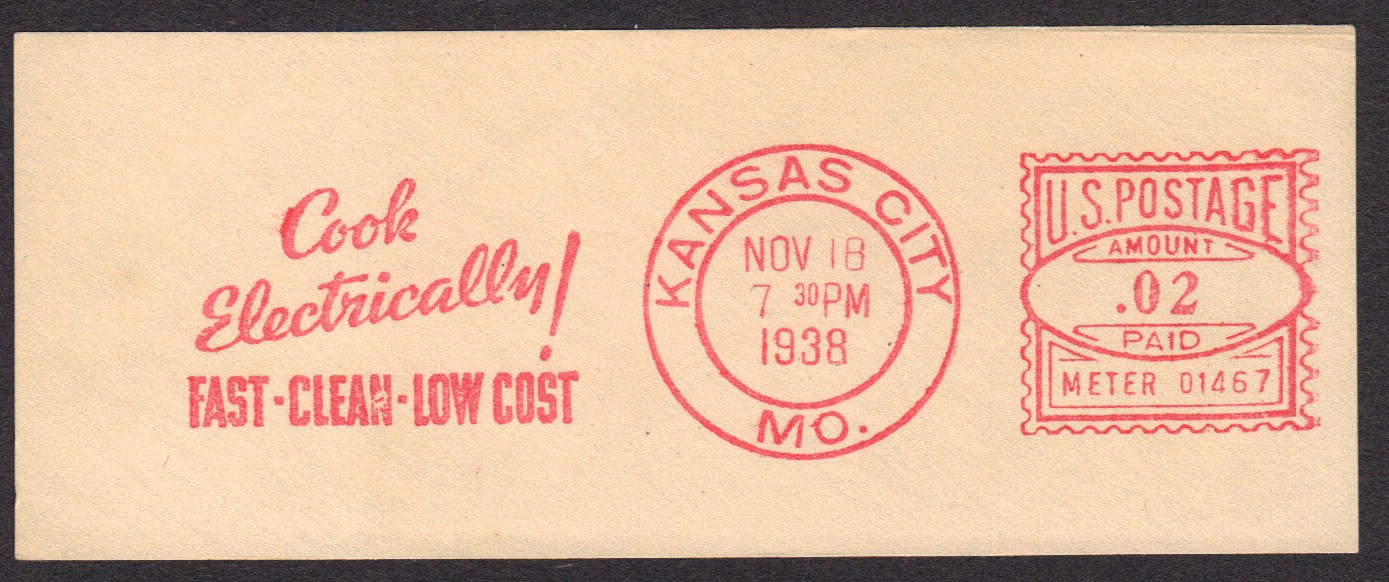 Cook
Electrically!
FAST-CLEAN-LOW COST
KANSAS CITY
NOV 18
7 30 PM
1938
MO.
U.S. POSTAGE
AMOUNT
.02
PAID
METER 01467